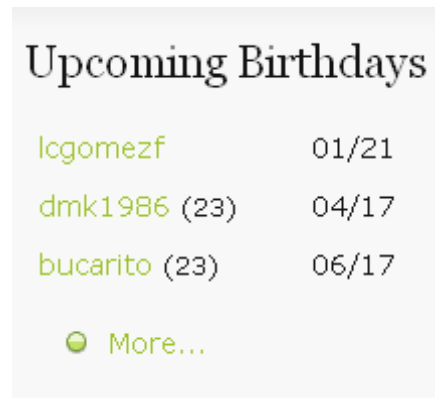 Upcoming Birthdays
lcgomezf 01/21
dmk1986 (23) 04/17
bucarito (23) 06/17
More...